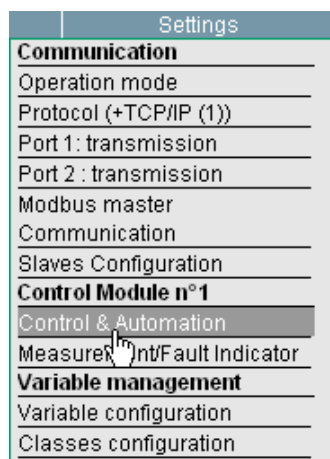 Settings
Communication
Operation mode
Protocol (+TCP/IP (1))
Port 1: transmission
Port 2 : transmission
Modbus master
Communication
Slaves Configuration
Control Module n°1
Control & Automation
Measurement/Fault Indicator
Variable management
Variable configuration
Classes configuration